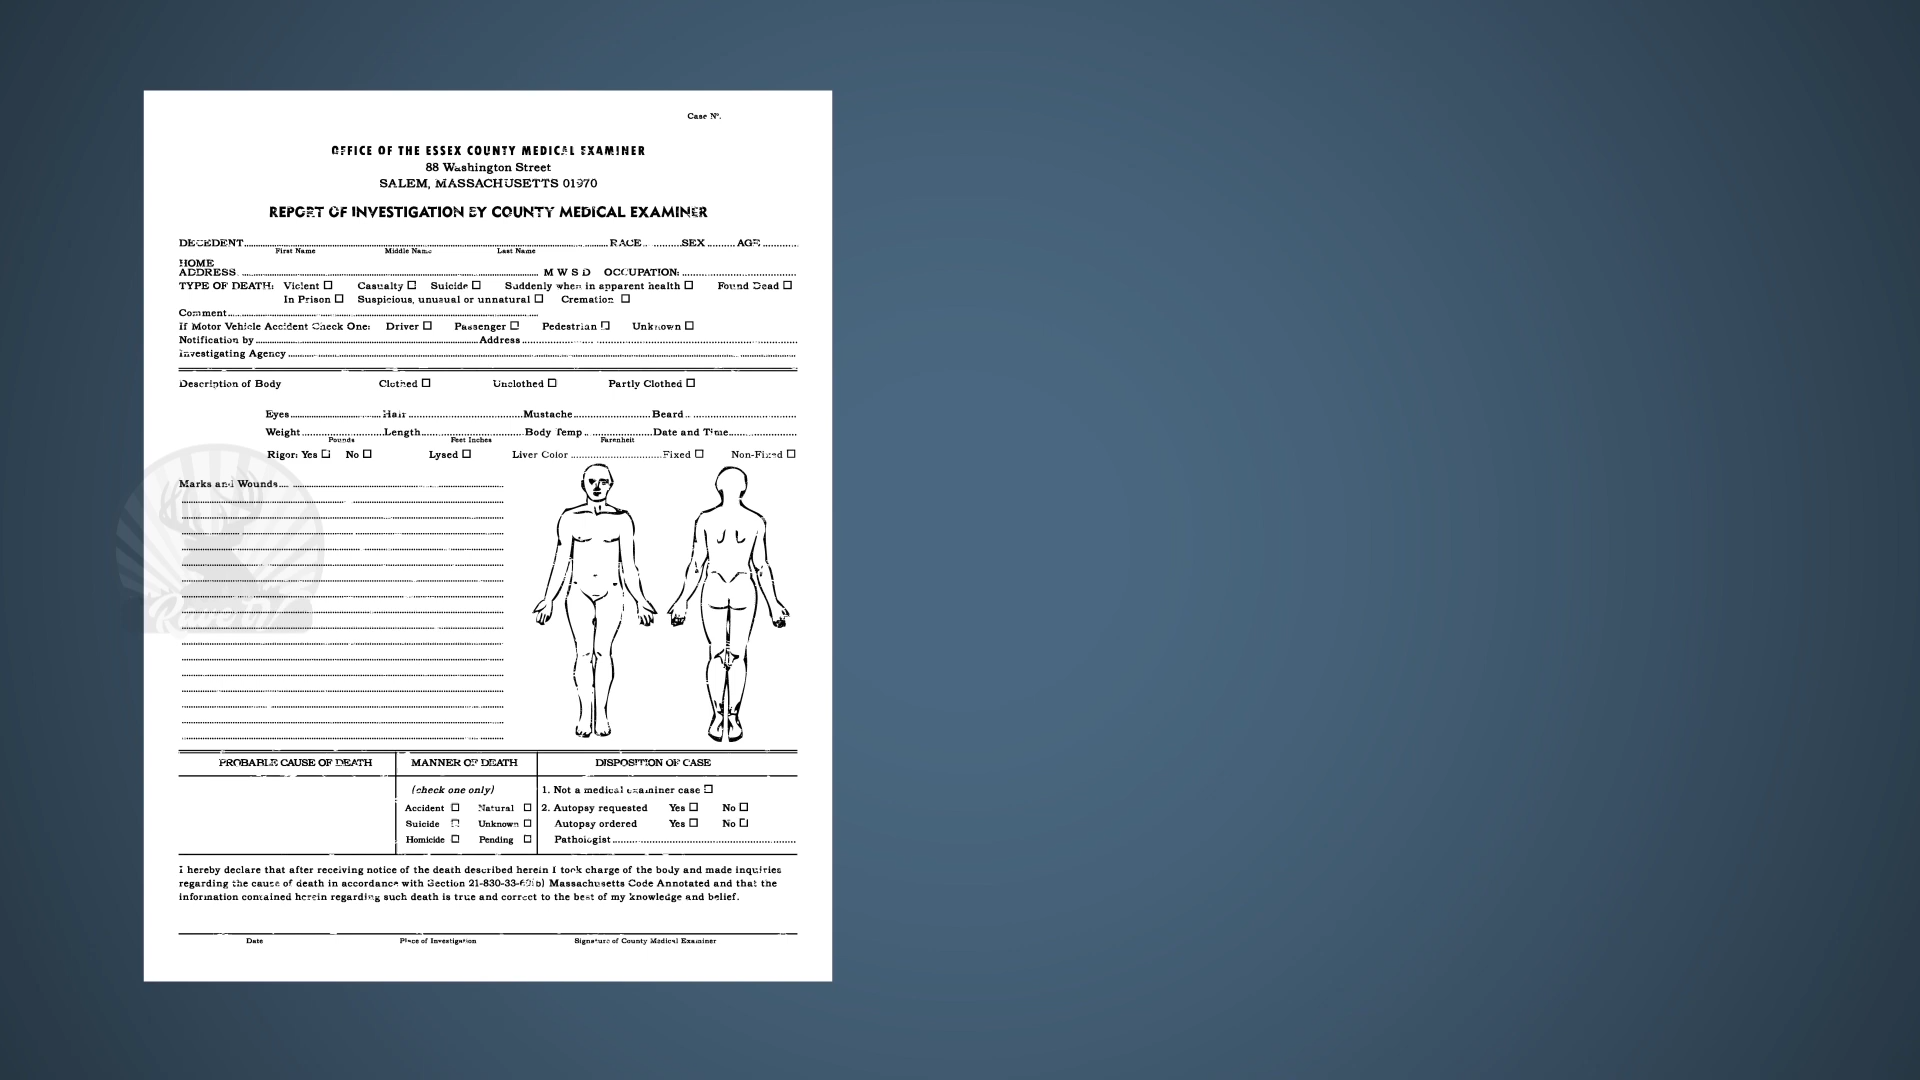 Case Nº.
OFFICE OF THE ESSEX COUNTY MEDICAL EXAMINER
88 Washington Street
SALEM, MASSACHUSETTS 01970
REPORT OF INVESTIGATION BY COUNTY MEDICAL EXAMINER
DECEDENT RACE SEX AGE
First Name Middle Name Last Name
HOME
ADDRESS M W S D OCCUPATION:
TYPE OF DEATH: Violent Casualty Suicide Suddenly when in apparent health Found Dead
In Prison Suspicious, unusual or unnatural Cremation
Comment
If Motor Vehicle Accident Check One: Driver Passenger Pedestrian Unknown
Notification by Address
Investigating Agency
Description of Body Clothed Unclothed Partly Clothed
Eyes Hair Mustache Beard
Weight Length Body Temp Date and Time
Pounds Feet Inches Farenheit
Rigor: Yes No Lysed Liver Color Fixed Non-Fixed
Marks and Wounds
PROBABLE CAUSE OF DEATH MANNER OF DEATH DISPOSITION OF CASE
(check one only) 1. Not a medical examiner case
Accident Natural 2. Autopsy requested Yes No
Suicide Unknown Autopsy ordered Yes No
Homicide Pending Pathologist
I hereby declare that after receiving notice of the death described herein I took charge of the body and made inquiries
regarding the cause of death in accordance with Section Massachusetts Code Annotated and that the
information contained herein regarding such death is true and correct to the best of my knowledge and belief.
Date Place of Investigation Signature of County Medical Examiner